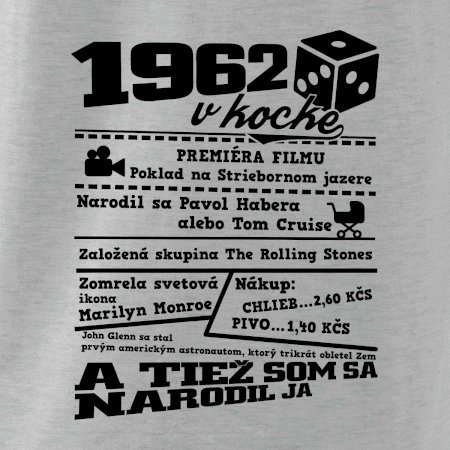 1962
v kocke
PREMIÉRA FILMU
Poklad na Striebornom jazere
Narodil sa Pavol Habera
alebo Tom Cruise
Založená skupina The Rolling Stones
Zomrela svetová
ikona
Marilyn Monroe
Nákup:
CHLIEB...2,60 KČS
PIVO...1,40 KČS
John Glenn sa stal
prvým americkým astronautom, ktorý trikrát obletel Zem
A TIEŽ SOM SA
NARODIL JA